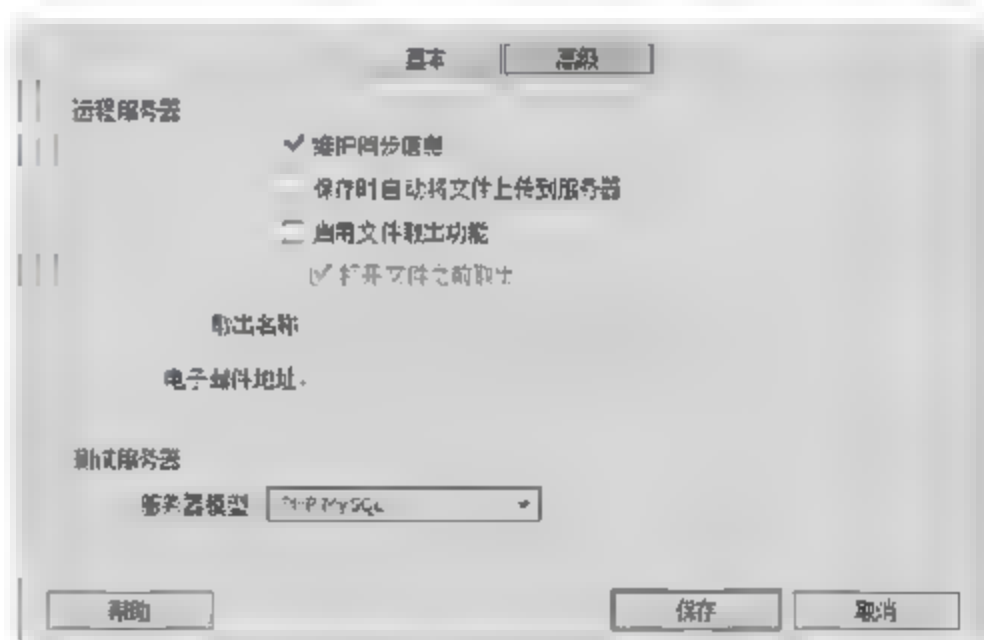 基本 高级
远程服务器
维护同步信息
保存时自动将文件上传到服务器
启用文件取出功能
打开文件之前取出
取出名称
电子邮件地址:
测试服务器
服务器模型 PHP MySQL
帮助 保存 取消